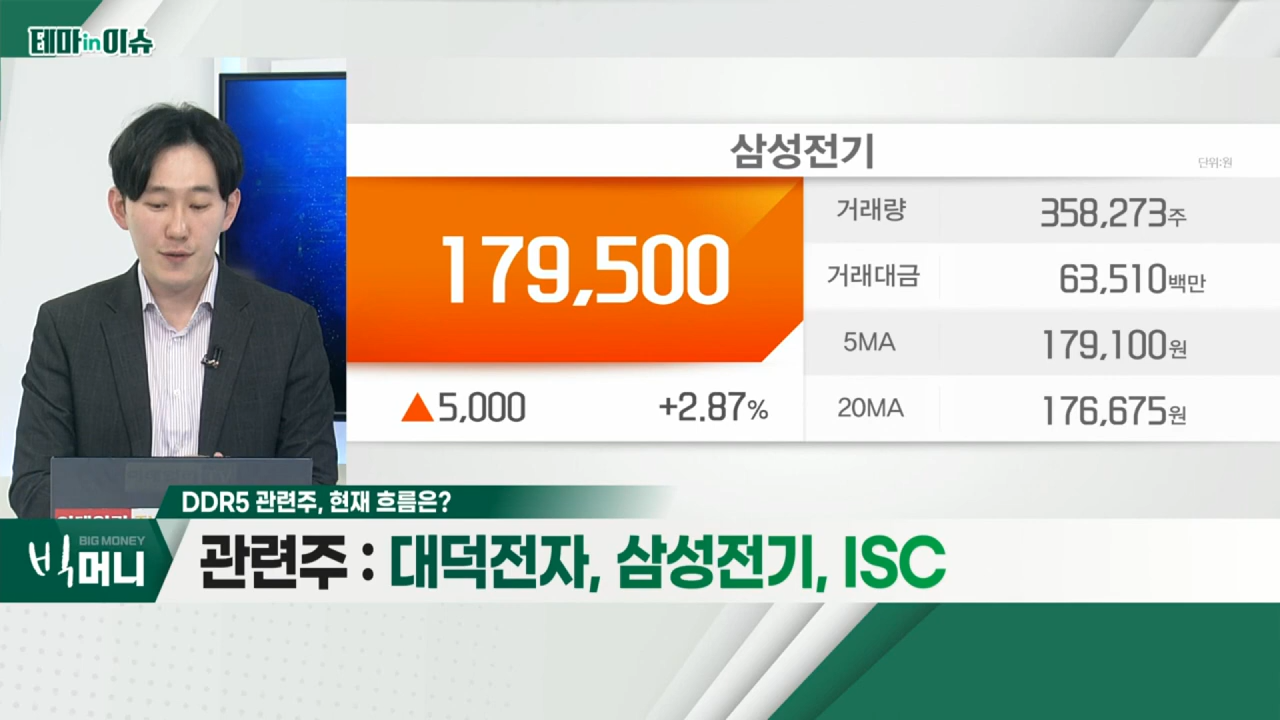 테마in이슈
삼성전기
단위:원
179,500
▲5,000 +2.87%
거래량 358,273주
거래대금 63,510백만
5MA 179,100원
20MA 176,675원
DDR5 관련주, 현재 흐름은?
BIG MONEY
빅머니
관련주 : 대덕전자, 삼성전기, ISC